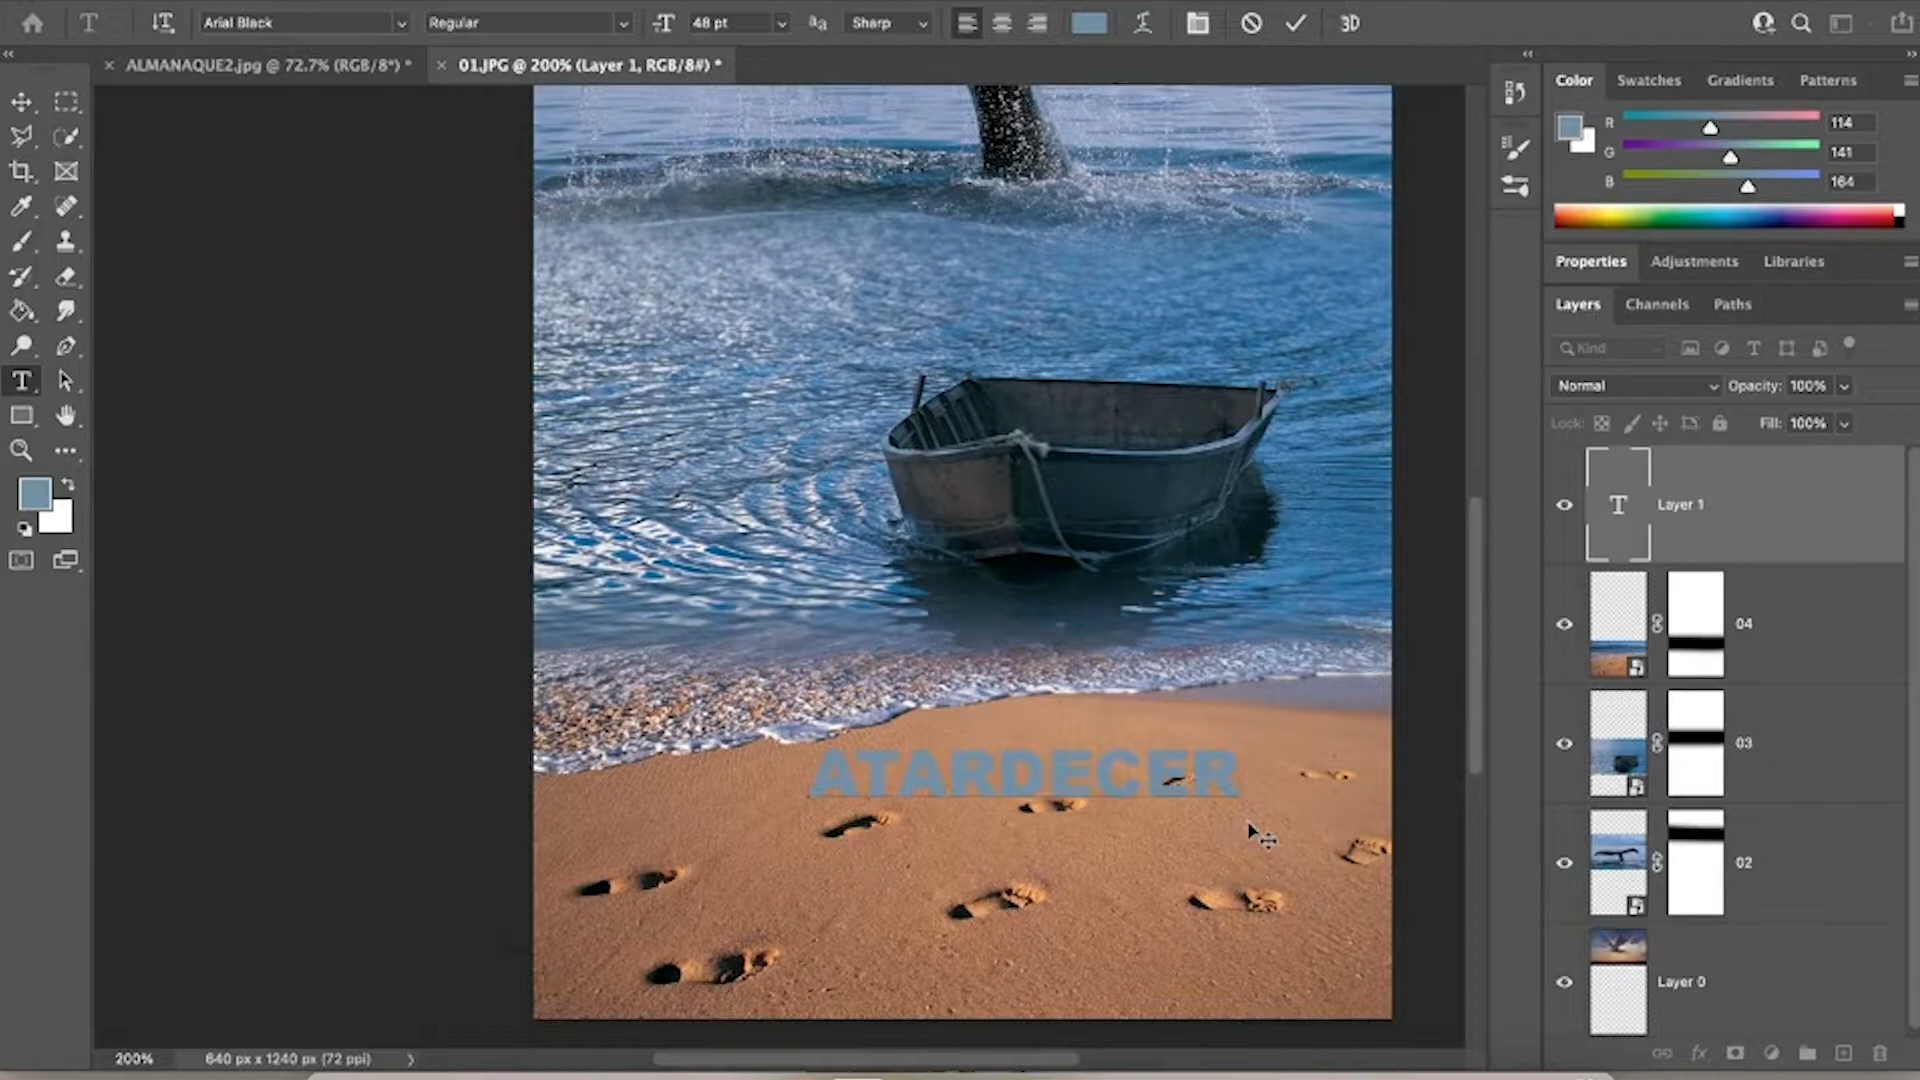 Arial Black
Regular
48 pt
Sharp
3D
ALMANAQUE2.jpg @ 72.7% (RGB/8*) *
01.JPG @ 200% (Layer 1, RGB/8#) *
Color
Swatches
Gradients
Patterns
R
114
G
141
B
164
Properties
Adjustments
Libraries
Layers
Channels
Paths
Kind
Normal
Opacity:
100%
Lock:
Fill:
100%
T
Layer 1
04
03
02
Layer 0
ATARDECER
200%
640 px x 1240 px (72 ppi)